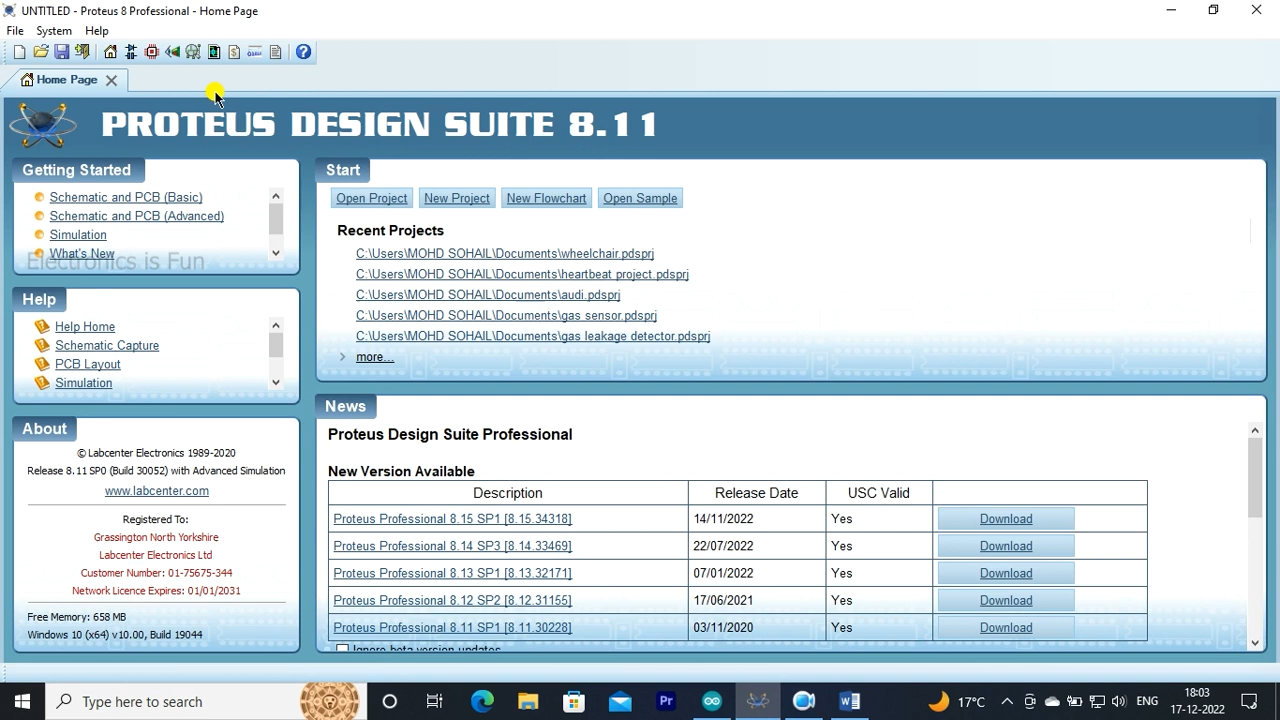 UNTITLED - Proteus 8 Professional - Home Page
File System Help
Home Page
PROTEUS DESIGN SUITE 8.11
Getting Started
Schematic and PCB (Basic)
Schematic and PCB (Advanced)
Simulation
What's New
Electronics is Fun
Help
Help Home
Schematic Capture
PCB Layout
Simulation
About
© Labcenter Electronics 1989-2020
Release 8.11 SP0 (Build 30052) with Advanced Simulation
www.labcenter.com
Registered To:
Grassington North Yorkshire
Labcenter Electronics Ltd
Customer Number: 01-75675-344
Network Licence Expires: 01/01/2031
Free Memory: 658 MB
Windows 10 (x64) v10.00, Build 19044
Start
Open Project New Project New Flowchart Open Sample
Recent Projects
C:\Users\MOHD SOHAIL\Documents\wheelchair.pdsprj
C:\Users\MOHD SOHAIL\Documents\heartbeat project.pdsprj
C:\Users\MOHD SOHAIL\Documents\audi.pdsprj
C:\Users\MOHD SOHAIL\Documents\gas sensor.pdsprj
C:\Users\MOHD SOHAIL\Documents\gas leakage detector.pdsprj
more...
News
Proteus Design Suite Professional
New Version Available
Description Release Date USC Valid
Proteus Professional 8.15 SP1 [8.15.34318] 14/11/2022 Yes Download
Proteus Professional 8.14 SP3 [8.14.33469] 22/07/2022 Yes Download
Proteus Professional 8.13 SP1 [8.13.32171] 07/01/2022 Yes Download
Proteus Professional 8.12 SP2 [8.12.31155] 17/06/2021 Yes Download
Proteus Professional 8.11 SP1 [8.11.30228] 03/11/2020 Yes Download
Ignore beta version updates
Type here to search
Pr
W
17°C
ENG
18:03
17-12-2022